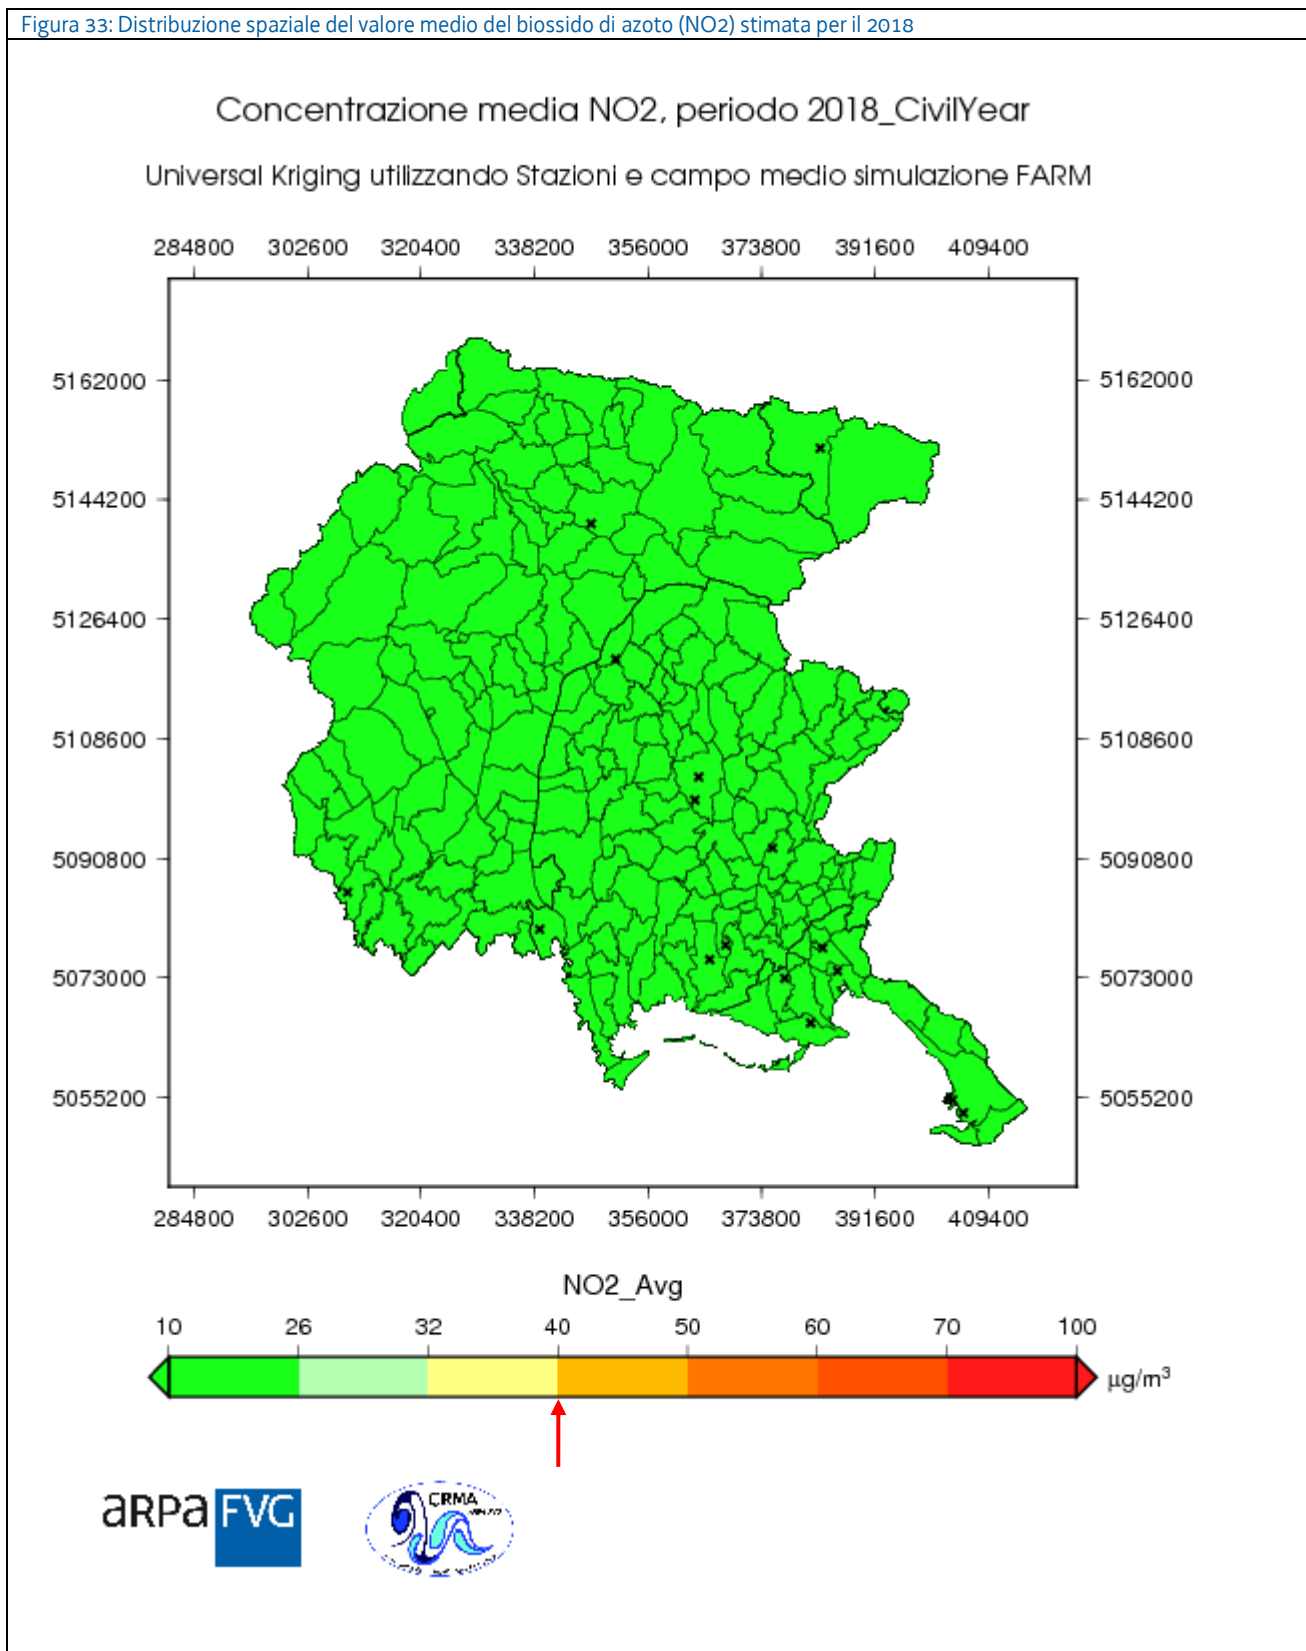 Figura 33: Distribuzione spaziale del valore medio del biossido di azoto (NO2) stimata per il 2018
Concentrazione media NO2, periodo 2018_CivilYear
Universal Kriging utilizzando Stazioni e campo medio simulazione FARM
284800 302600 320400 338200 356000 373800 391600 409400
5162000 5162000
5144200 5144200
5126400 5126400
5108600 5108600
5090800 5090800
5073000 5073000
5055200 5055200
284800 302600 320400 338200 356000 373800 391600 409400
NO2_Avg
10 26 32 40 50 60 70 100
µg/m³
aRPa FVG
CRMA